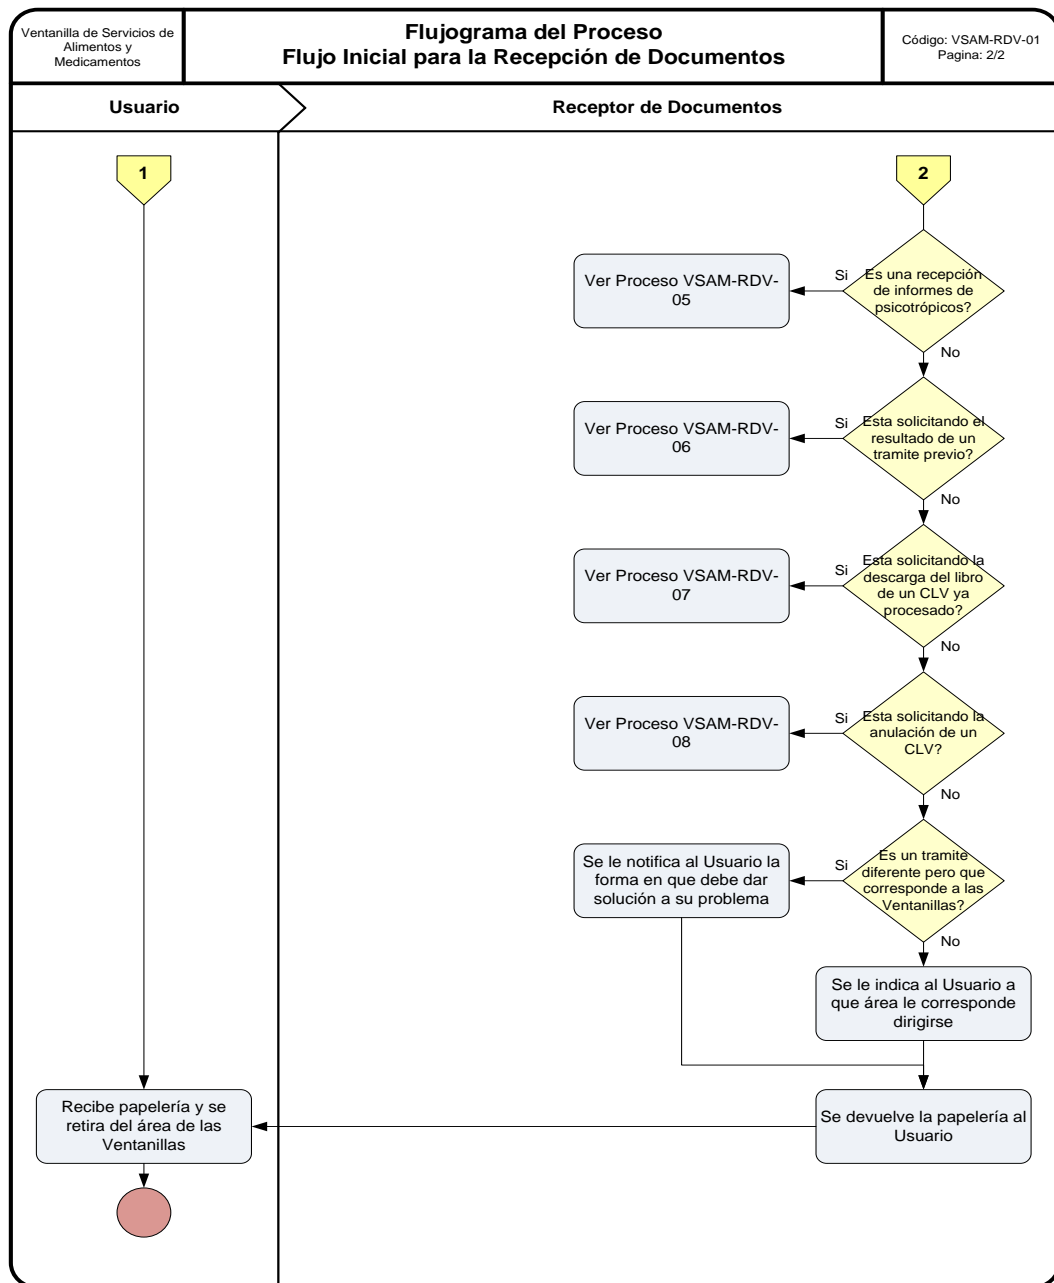 Ventanilla de Servicios de
Alimentos y
Medicamentos
Flujograma del Proceso
Flujo Inicial para la Recepción de Documentos
Código: VSAM-RDV-01
Pagina: 2/2
Usuario
Receptor de Documentos
1
2
Es una recepción
de informes de
psicotrópicos?
Si
Ver Proceso VSAM-RDV-
05
No
Esta solicitando el
resultado de un
tramite previo?
Si
Ver Proceso VSAM-RDV-
06
No
Esta solicitando la
descarga del libro
de un CLV ya
procesado?
Si
Ver Proceso VSAM-RDV-
07
No
Esta solicitando la
anulación de un
CLV?
Si
Ver Proceso VSAM-RDV-
08
No
Es un tramite
diferente pero que
corresponde a las
Ventanillas?
Si
Se le notifica al Usuario la
forma en que debe dar
solución a su problema
No
Se le indica al Usuario a
que área le corresponde
dirigirse
Se devuelve la papelería al
Usuario
Recibe papelería y se
retira del área de las
Ventanillas